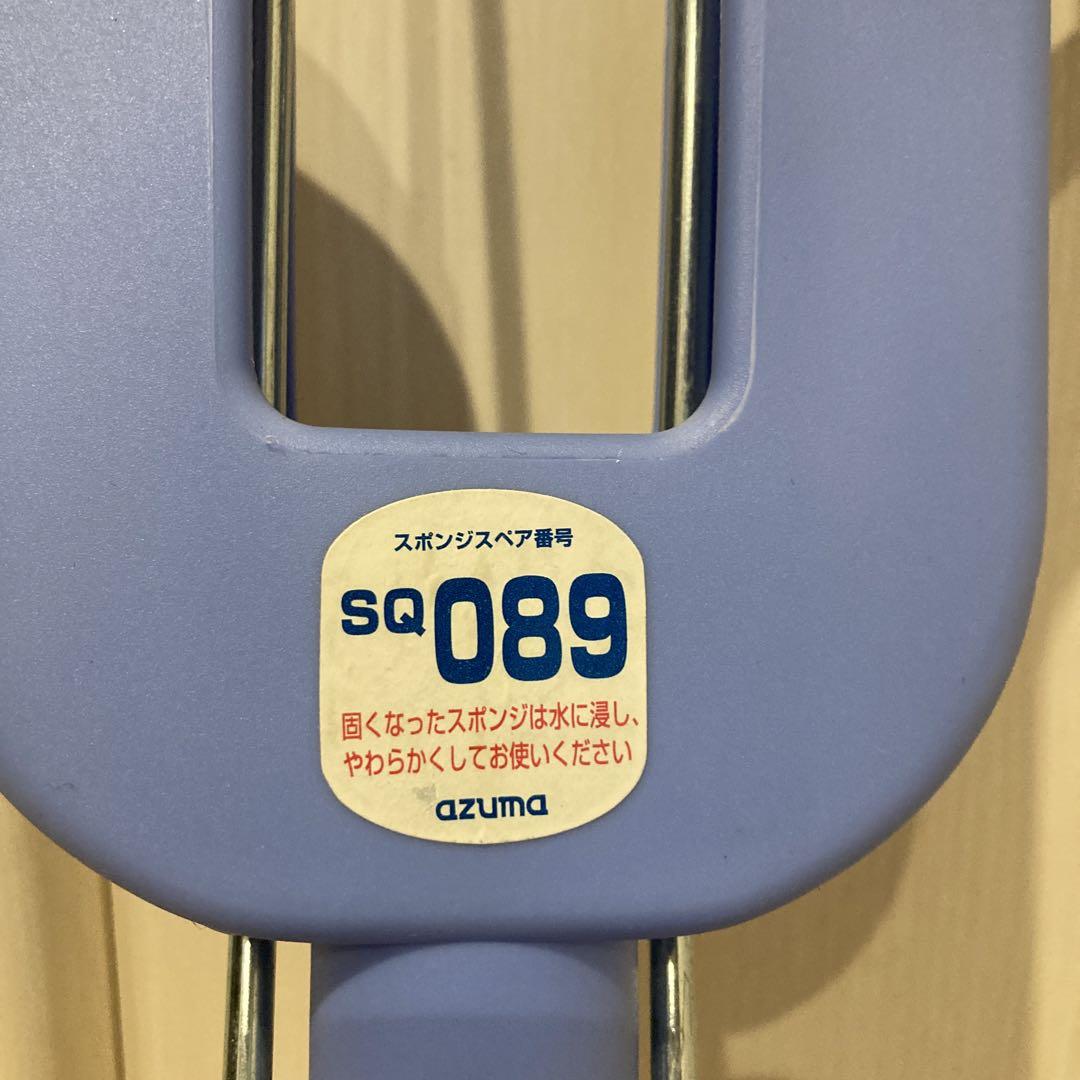 スポンジスペア番号
SQ089
固くなったスポンジは水に浸し、
やわらかくしてお使いください
azuma